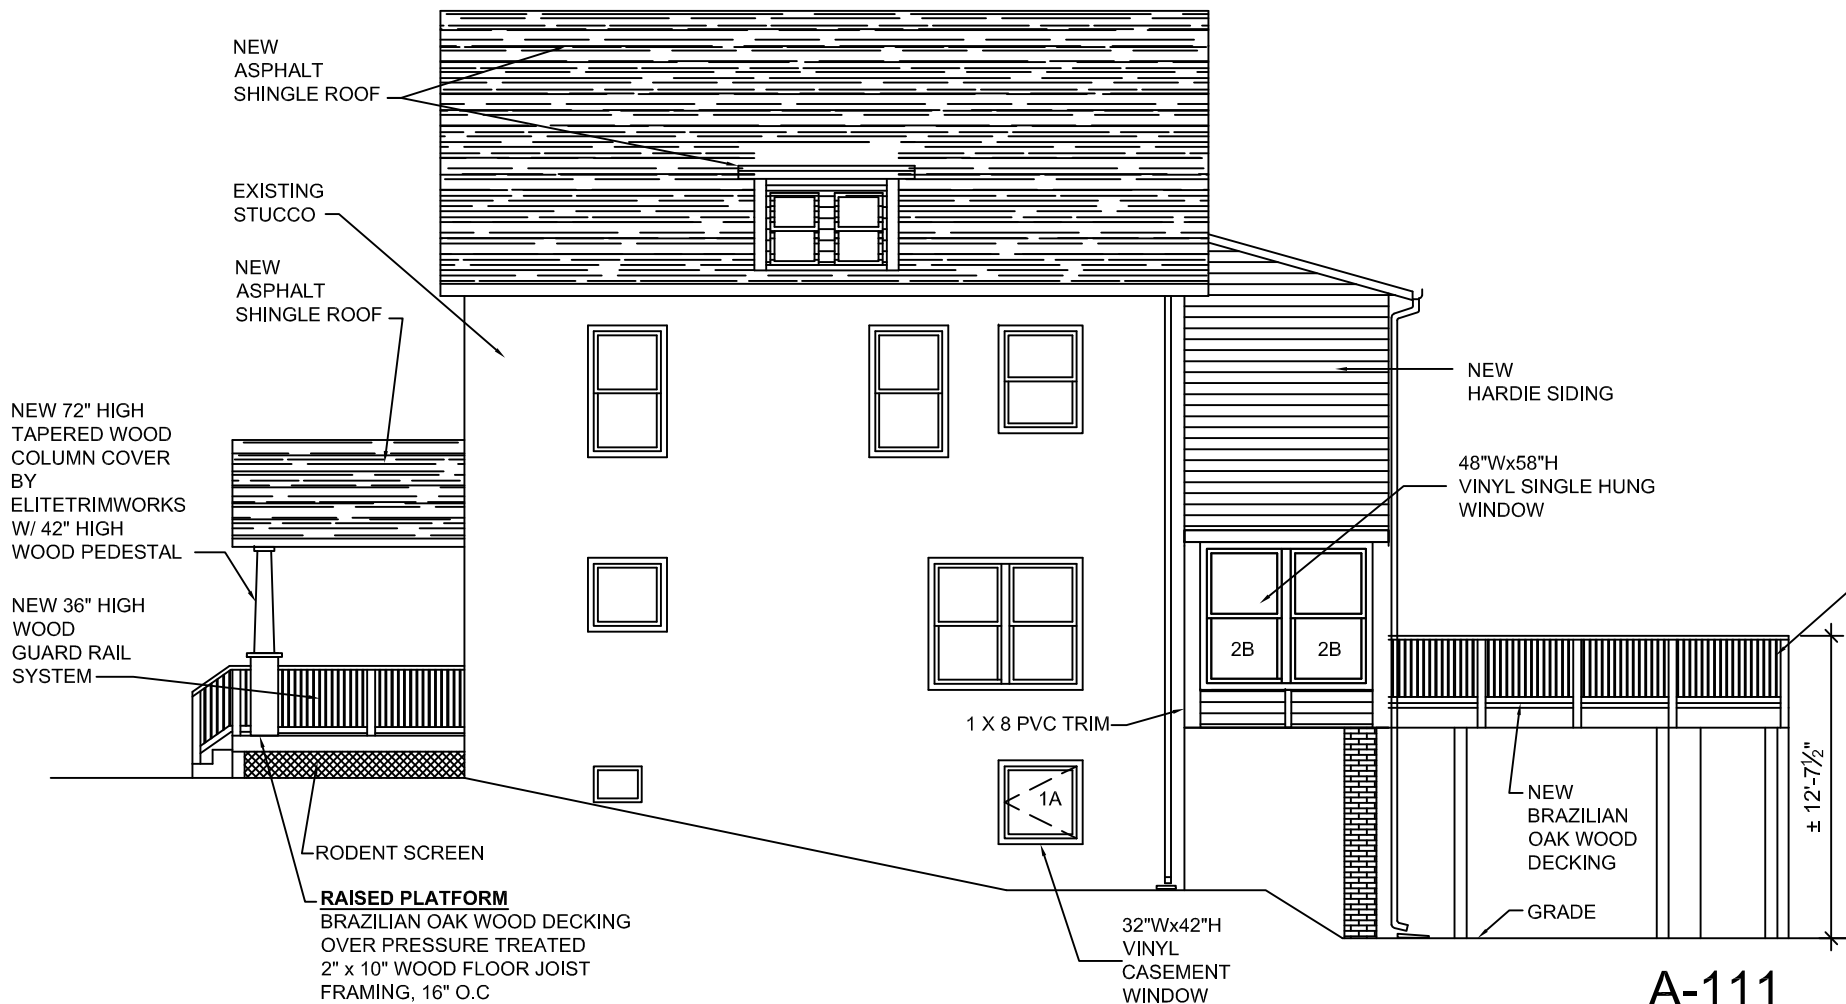 NEW
ASPHALT
SHINGLE ROOF
EXISTING
STUCCO
NEW
ASPHALT
SHINGLE ROOF
NEW 72" HIGH
TAPERED WOOD
COLUMN COVER
BY
ELITETRIMWORKS
W/ 42" HIGH
WOOD PEDESTAL
NEW 36" HIGH
WOOD
GUARD RAIL
SYSTEM
RODENT SCREEN
RAISED PLATFORM
BRAZILIAN OAK WOOD DECKING
OVER PRESSURE TREATED
2" x 10" WOOD FLOOR JOIST
FRAMING, 16" O.C
1 X 8 PVC TRIM
1A
32"Wx42"H
VINYL
CASEMENT
WINDOW
2B
2B
NEW
HARDIE SIDING
48"Wx58"H
VINYL SINGLE HUNG
WINDOW
NEW
BRAZILIAN
OAK WOOD
DECKING
GRADE
± 12'-7½"
A-111